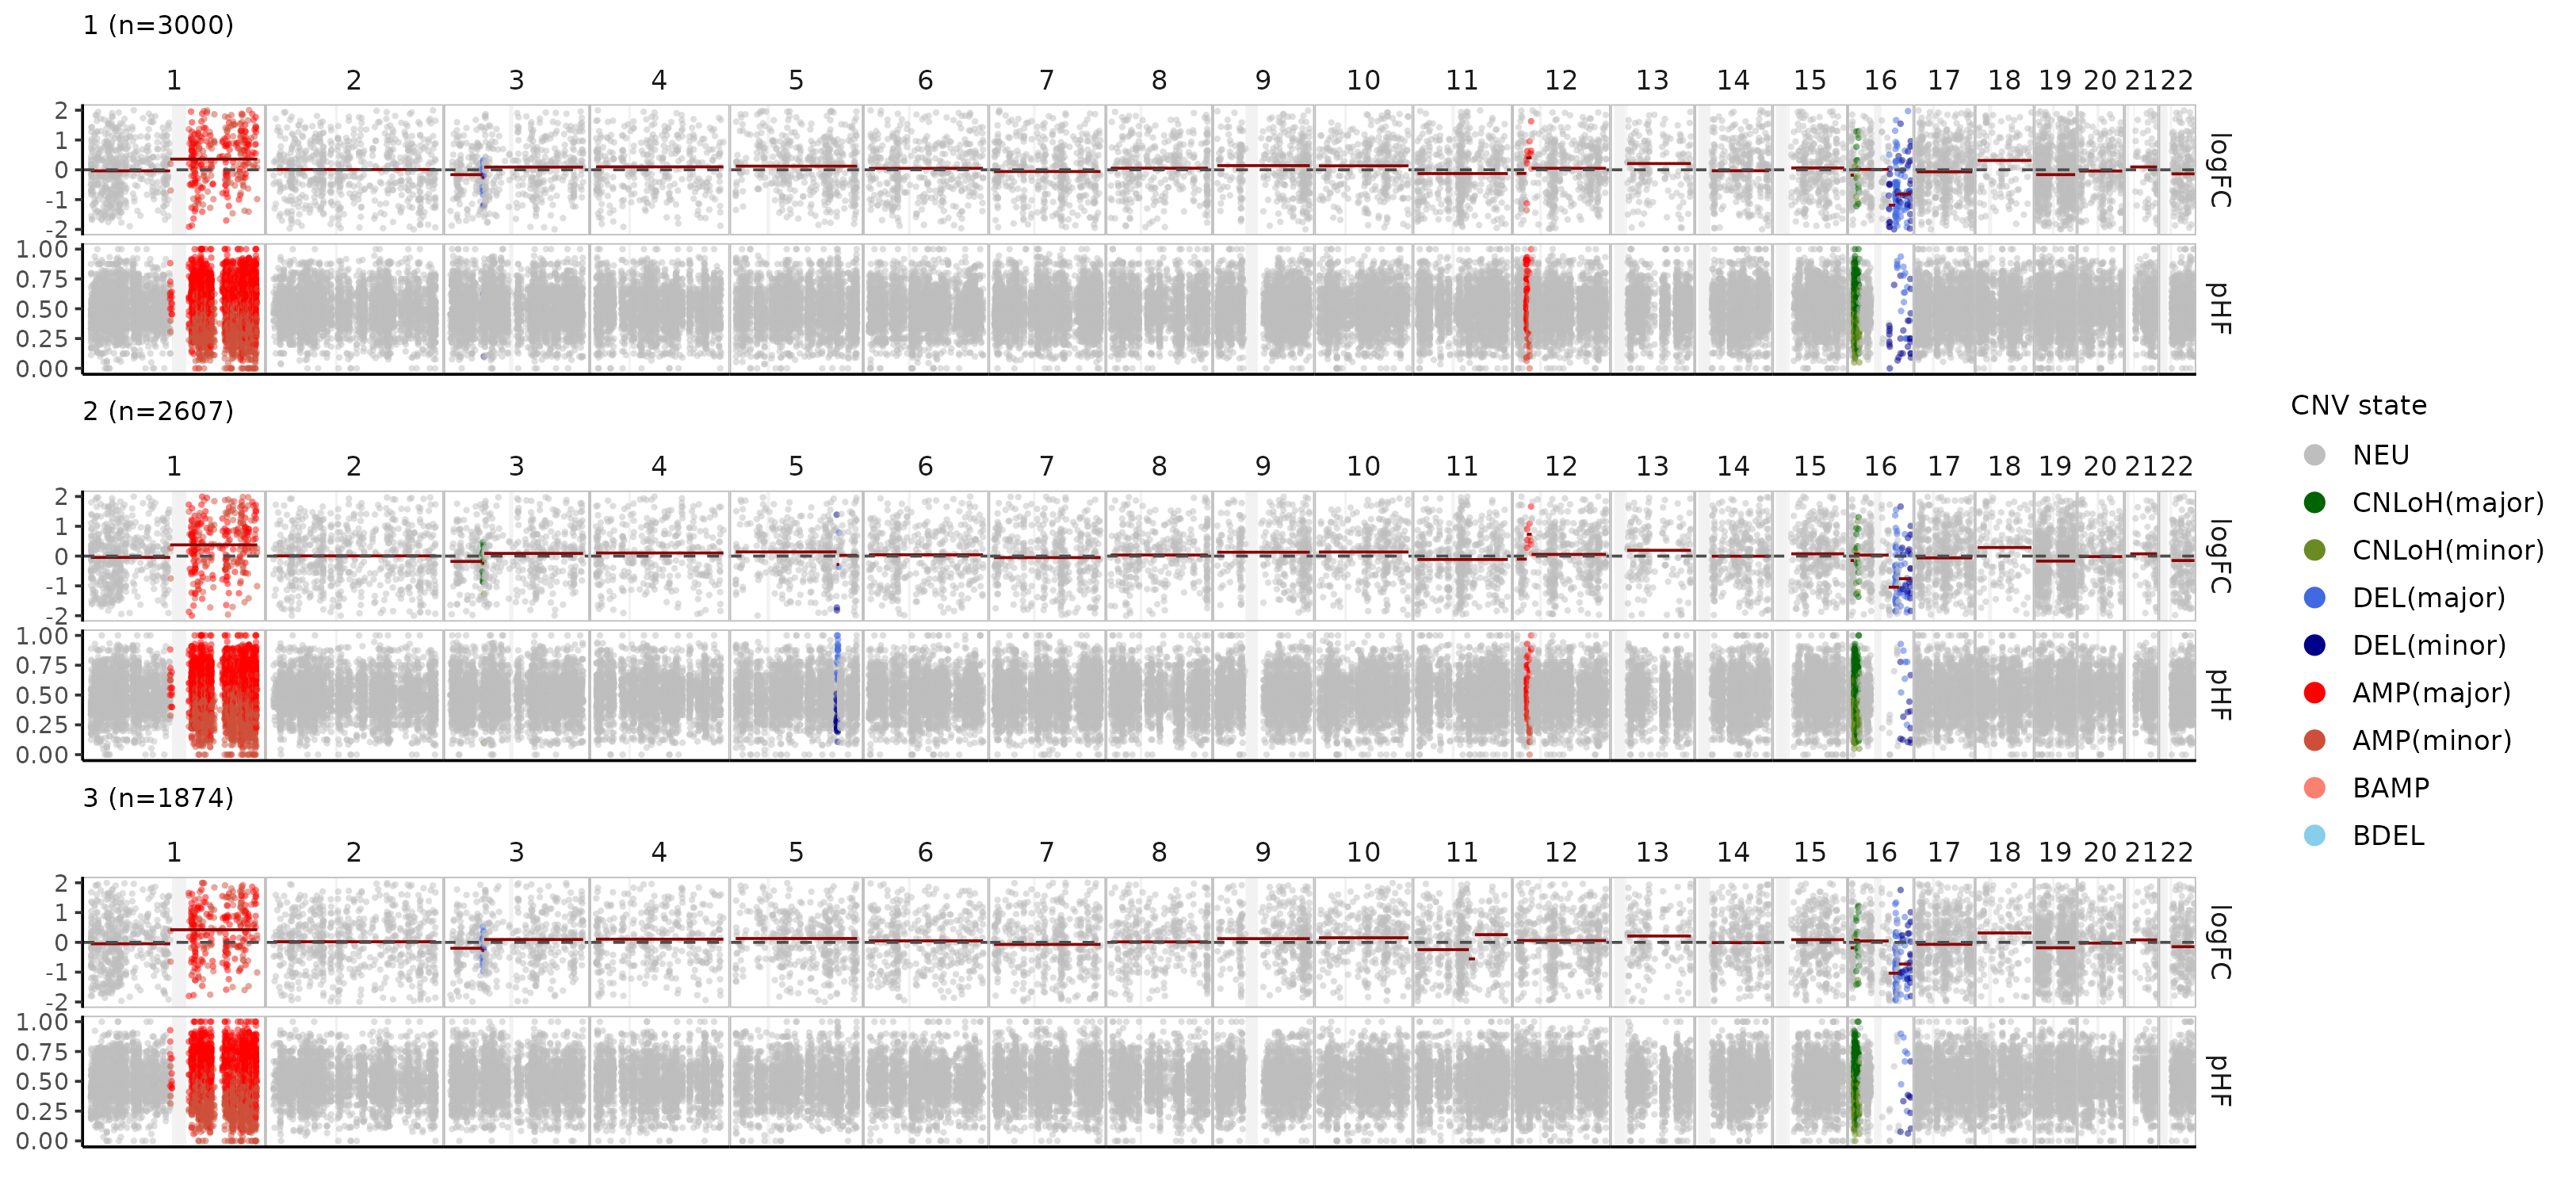 1 (n=3000)
1 2 3 4 5 6 7 8 9 10 11 12 13 14 15 16 17 18 19 20 21 22
2
1
0
-1
-2
logFC
1.00
0.75
0.50
0.25
0.00
pHF
2 (n=2607)
1 2 3 4 5 6 7 8 9 10 11 12 13 14 15 16 17 18 19 20 21 22
2
1
0
-1
-2
logFC
1.00
0.75
0.50
0.25
0.00
pHF
3 (n=1874)
1 2 3 4 5 6 7 8 9 10 11 12 13 14 15 16 17 18 19 20 21 22
2
1
0
-1
-2
logFC
1.00
0.75
0.50
0.25
0.00
pHF
CNV state
NEU
CNLoH(major)
CNLoH(minor)
DEL(major)
DEL(minor)
AMP(major)
AMP(minor)
BAMP
BDEL